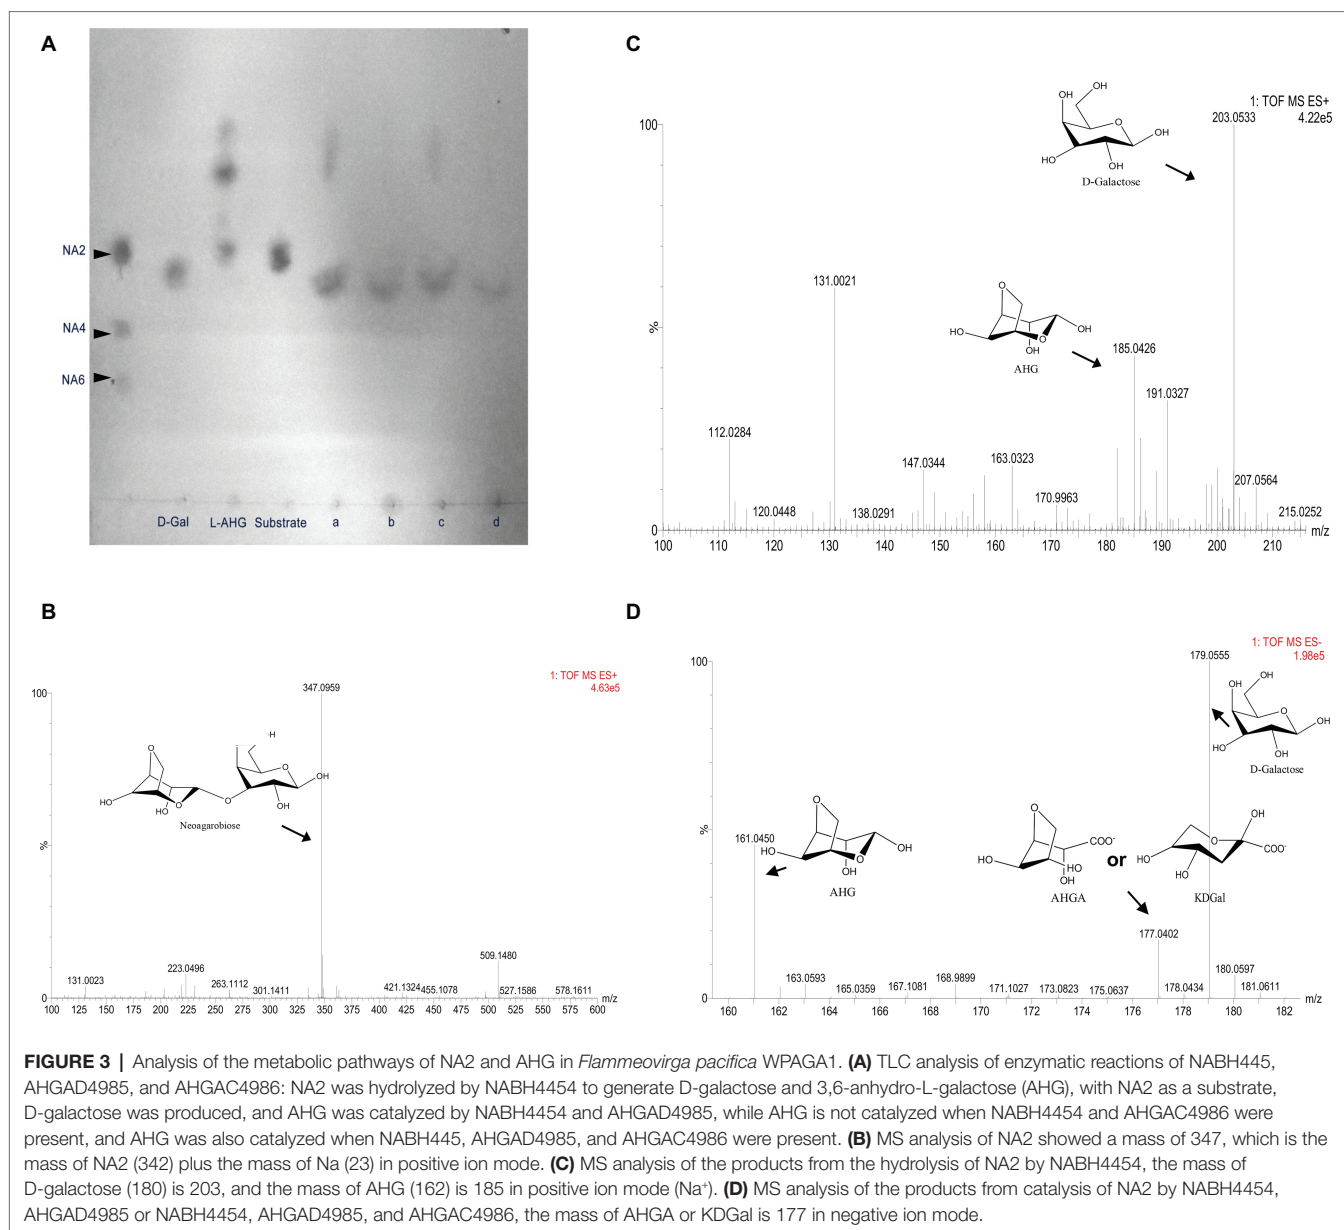 A
NA2
NA4
NA6
D-Gal L-AHG Substrate a b c d
C
1: TOF MS ES+
4.22e5
100
%
0
203.0533
131.0021
185.0426
191.0327
112.0284
147.0344
163.0323
120.0448
138.0291
170.9963
207.0564
215.0252
OH
OH
O
OH
HO
OH
D-Galactose
O
HO
OH
O
OH
AHG
100 110 120 130 140 150 160 170 180 190 200 210
m/z
B
1: TOF MS ES+
4.63e5
100
%
0
347.0959
O
HO
HO
O
O
H
O
OH
OH
Neoagarobiose
131.0023
223.0496
263.1112
301.1411
421.1324
455.1078
509.1480
527.1586
578.1611
100 125 150 175 200 225 250 275 300 325 350 375 400 425 450 475 500 525 550 575 600
m/z
D
1: TOF MS ES-
1.98e5
100
%
0
179.0555
161.0450
177.0402
163.0593
165.0359
167.1081
168.9899
171.1027
173.0823
175.0637
178.0434
180.0597
181.0611
OH
OH
O
OH
HO
OH
D-Galactose
O
HO
OH
O
OH
AHG
O
HO
COO-
HO
OH
AHGA
or
OH
O
COO-
HO
HO
KDGal
160 162 164 166 168 170 172 174 176 178 180 182
m/z
FIGURE 3 | Analysis of the metabolic pathways of NA2 and AHG in Flammeovirga pacifica WPAGA1. (A) TLC analysis of enzymatic reactions of NABH445,
AHGAD4985, and AHGAC4986: NA2 was hydrolyzed by NABH4454 to generate D-galactose and 3,6-anhydro-L-galactose (AHG), with NA2 as a substrate,
D-galactose was produced, and AHG was catalyzed by NABH4454 and AHGAD4985, while AHG is not catalyzed when NABH4454 and AHGAC4986 were
present, and AHG was also catalyzed when NABH445, AHGAD4985, and AHGAC4986 were present. (B) MS analysis of NA2 showed a mass of 347, which is the
mass of NA2 (342) plus the mass of Na (23) in positive ion mode. (C) MS analysis of the products from the hydrolysis of NA2 by NABH4454, the mass of
D-galactose (180) is 203, and the mass of AHG (162) is 185 in positive ion mode (Na⁺). (D) MS analysis of the products from catalysis of NA2 by NABH4454,
AHGAD4985 or NABH4454, AHGAD4985, and AHGAC4986, the mass of AHGA or KDGal is 177 in negative ion mode.